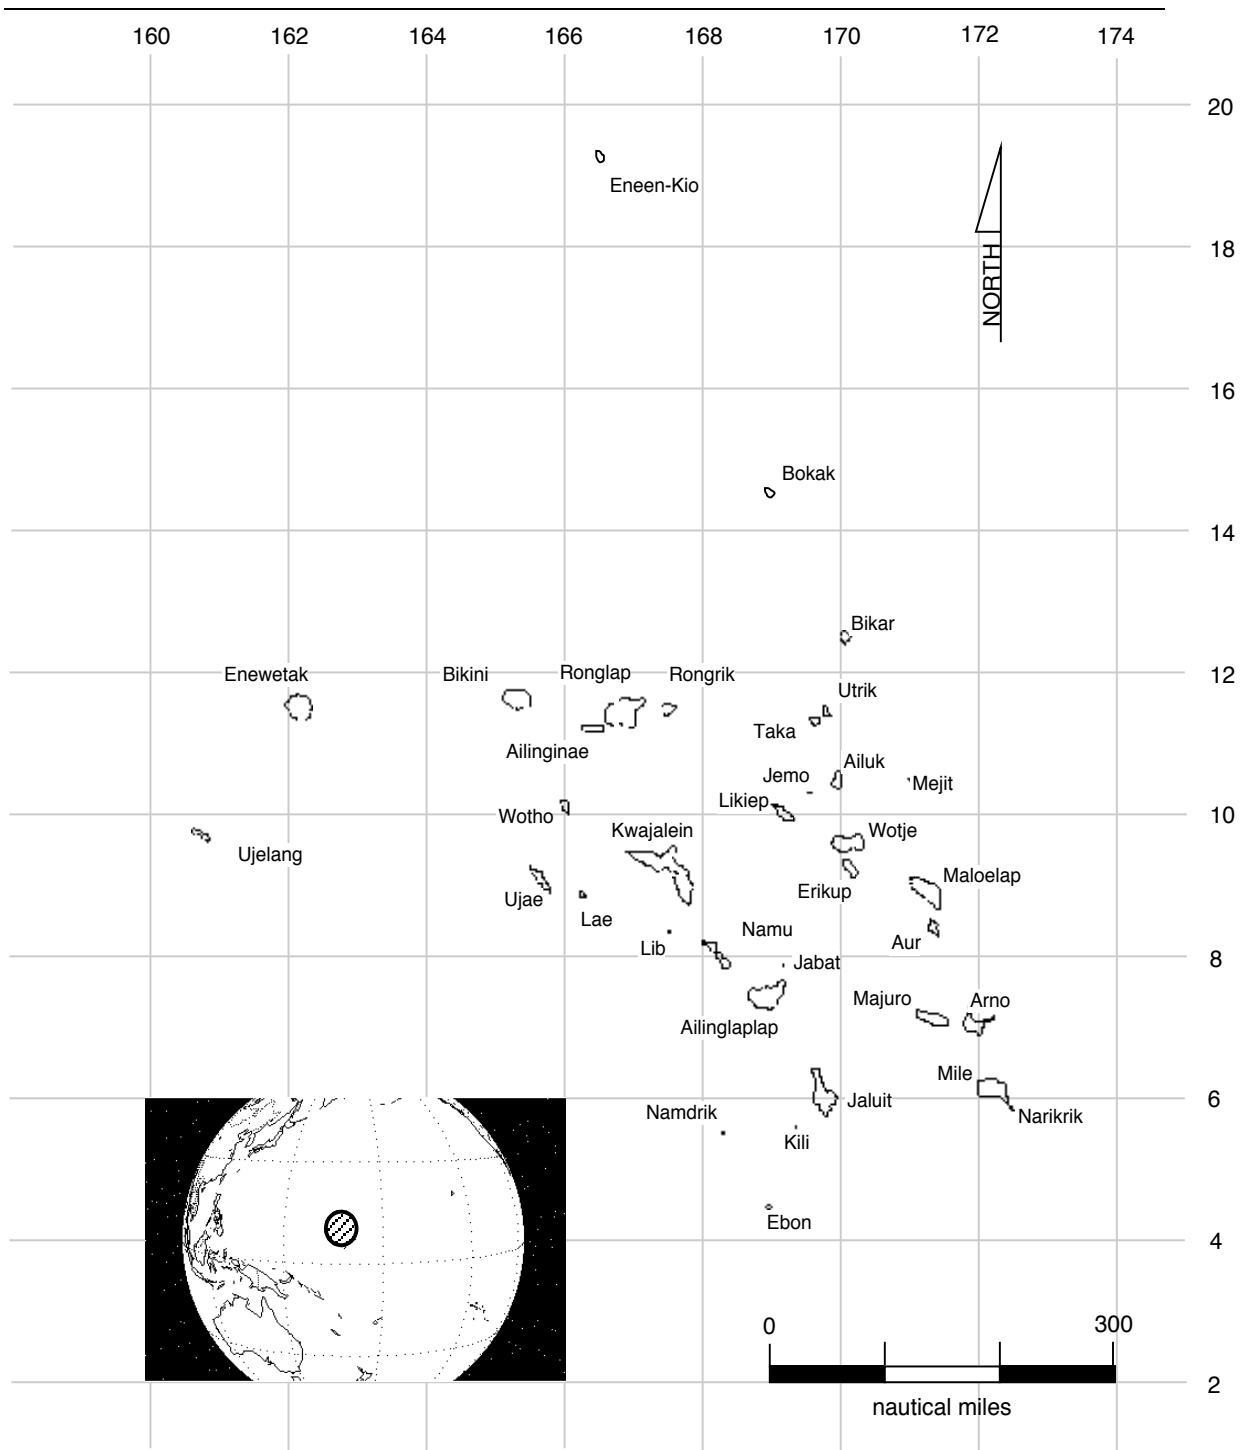 160 162 164 166 168 170 172 174
20
Eneen-Kio
18
NORTH
16
Bokak
14
Bikar
12
Enewetak
Bikini
Ronglap
Rongrik
Utrik
Taka
Ailinginae
Ailuk
Jemo
Mejit
Likiep
10
Wotho
Kwajalein
Wotje
Ujelang
Maloelap
Erikup
Ujae
Lae
Namu
Aur
Lib
8
Jabat
Majuro
Arno
Ailinglaplap
Mile
6
Jaluit
Namdrik
Narikrik
Kili
Ebon
4
0 300
2
nautical miles